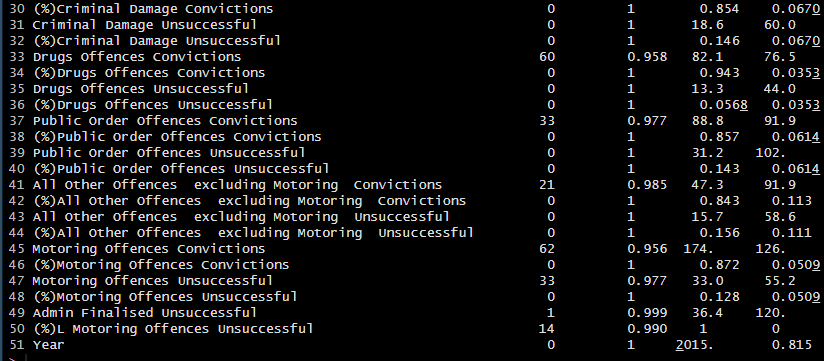 30 (%)Criminal Damage Convictions 0 1 0.854 0.0670
31 Criminal Damage Unsuccessful 0 1 18.6 60.0
32 (%)Criminal Damage Unsuccessful 0 1 0.146 0.0670
33 Drugs Offences Convictions 60 0.958 82.1 76.5
34 (%)Drugs Offences Convictions 0 1 0.943 0.0353
35 Drugs Offences Unsuccessful 0 1 13.3 44.0
36 (%)Drugs Offences Unsuccessful 0 1 0.0568 0.0353
37 Public Order Offences Convictions 33 0.977 88.8 91.9
38 (%)Public Order Offences Convictions 0 1 0.857 0.0614
39 Public Order Offences Unsuccessful 0 1 31.2 102.
40 (%)Public Order Offences Unsuccessful 0 1 0.143 0.0614
41 All Other Offences  excluding Motoring  Convictions 21 0.985 47.3 91.9
42 (%)All Other Offences  excluding Motoring  Convictions 0 1 0.843 0.113
43 All Other Offences  excluding Motoring  Unsuccessful 0 1 15.7 58.6
44 (%)All Other Offences  excluding Motoring  Unsuccessful 0 1 0.156 0.111
45 Motoring Offences Convictions 62 0.956 174. 126.
46 (%)Motoring Offences Convictions 0 1 0.872 0.0509
47 Motoring Offences Unsuccessful 33 0.977 33.0 55.2
48 (%)Motoring Offences Unsuccessful 0 1 0.128 0.0509
49 Admin Finalised Unsuccessful 1 0.999 36.4 120.
50 (%)L Motoring Offences Unsuccessful 14 0.990 1 0
51 Year 0 1 2015. 0.815